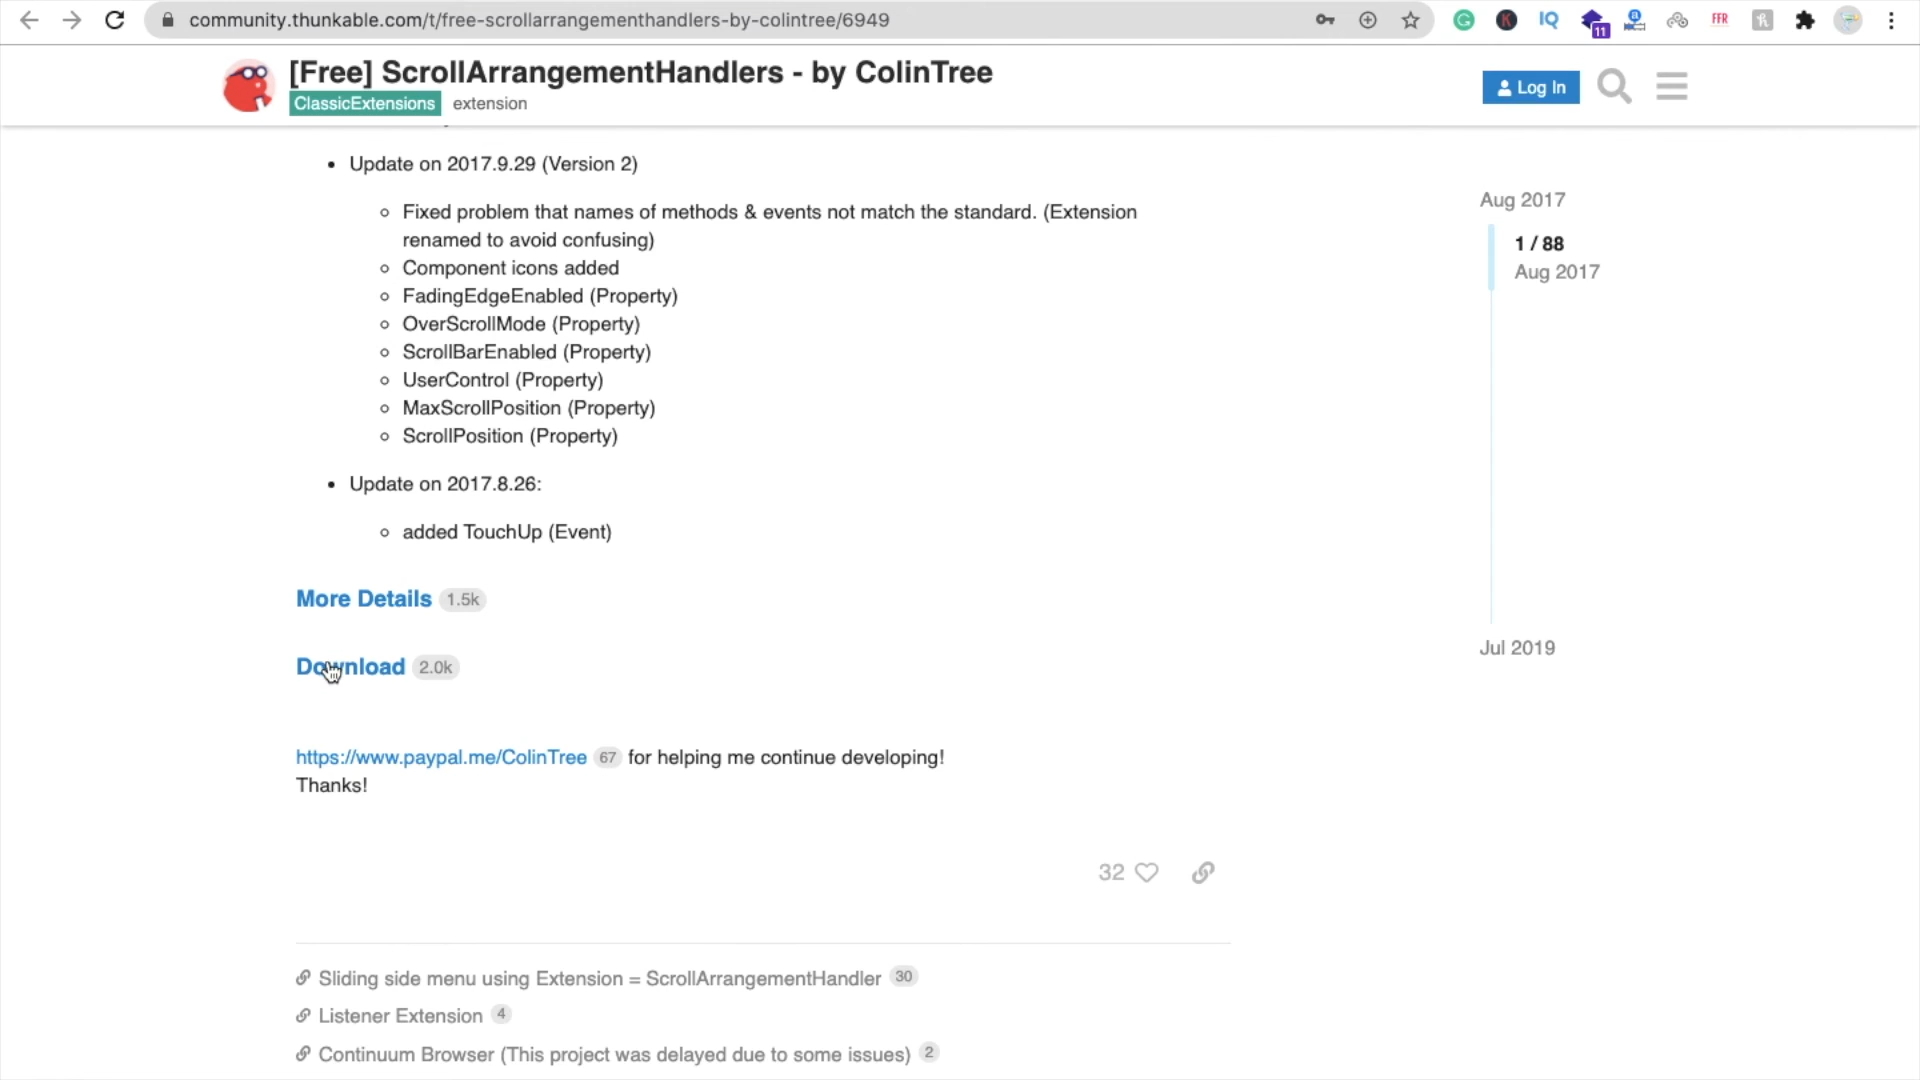 community.thunkable.com/t/free-scrollarrangementhandlers-by-colintree/6949
K
IQ
11
a
FFR
[Free] ScrollArrangementHandlers - by ColinTree
ClassicExtensions extension
Log In
Update on 2017.9.29 (Version 2)
Fixed problem that names of methods & events not match the standard. (Extension
renamed to avoid confusing)
Component icons added
FadingEdgeEnabled (Property)
OverScrollMode (Property)
ScrollBarEnabled (Property)
UserControl (Property)
MaxScrollPosition (Property)
ScrollPosition (Property)
Update on 2017.8.26:
added TouchUp (Event)
More Details 1.5k
Download 2.0k
https://www.paypal.me/ColinTree 67 for helping me continue developing!
Thanks!
32
Sliding side menu using Extension = ScrollArrangementHandler 30
Listener Extension 4
Continuum Browser (This project was delayed due to some issues) 2
Aug 2017
1 / 88
Aug 2017
Jul 2019